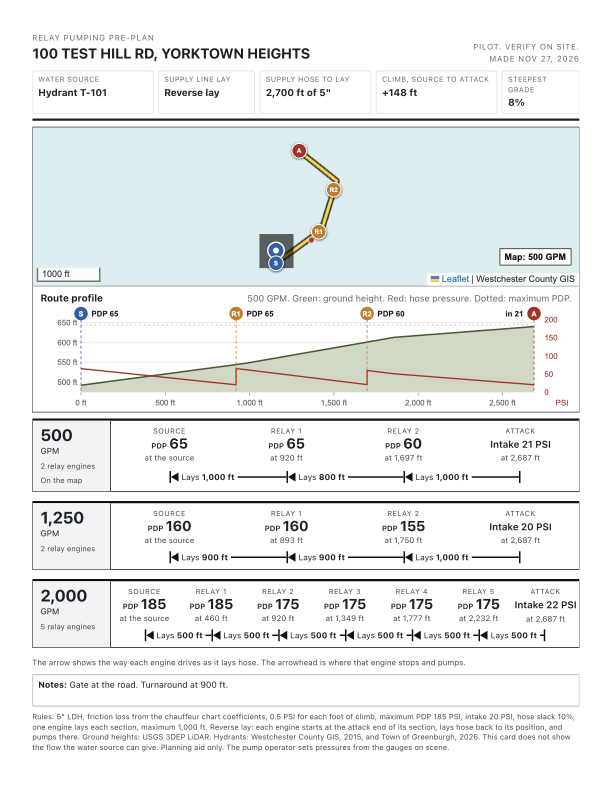 RELAY PUMPING PRE-PLAN
100 TEST HILL RD, YORKTOWN HEIGHTS
PILOT. VERIFY ON SITE.
MADE NOV 27, 2026
WATER SOURCE
Hydrant T-101
SUPPLY LINE LAY
Reverse lay
SUPPLY HOSE TO LAY
2,700 ft of 5"
CLIMB, SOURCE TO ATTACK
+148 ft
STEEPEST
GRADE
8%
A
R2
R1
S
1000 ft
Map: 500 GPM
Leaflet | Westchester County GIS
Route profile
500 GPM. Green: ground height. Red: hose pressure. Dotted: maximum PDP.
S PDP 65
R1 PDP 65
R2 PDP 60
in 21 A
650 ft
600 ft
550 ft
500 ft
200
150
100
50
0
0 ft
500 ft
1,000 ft
1,500 ft
2,000 ft
2,500 ft
PSI
500
GPM
2 relay engines
On the map
SOURCE
PDP 65
at the source
RELAY 1
PDP 65
at 920 ft
RELAY 2
PDP 60
at 1,697 ft
ATTACK
Intake 21 PSI
at 2,687 ft
Lays 1,000 ft
Lays 800 ft
Lays 1,000 ft
1,250
GPM
2 relay engines
SOURCE
PDP 160
at the source
RELAY 1
PDP 160
at 893 ft
RELAY 2
PDP 155
at 1,750 ft
ATTACK
Intake 20 PSI
at 2,687 ft
Lays 900 ft
Lays 900 ft
Lays 1,000 ft
2,000
GPM
5 relay engines
SOURCE
PDP 185
at the source
RELAY 1
PDP 185
at 460 ft
RELAY 2
PDP 175
at 920 ft
RELAY 3
PDP 175
at 1,349 ft
RELAY 4
PDP 175
at 1,777 ft
RELAY 5
PDP 175
at 2,232 ft
ATTACK
Intake 22 PSI
at 2,687 ft
Lays 500 ft
Lays 500 ft
Lays 500 ft
Lays 500 ft
Lays 500 ft
Lays 500 ft
The arrow shows the way each engine drives as it lays hose. The arrowhead is where that engine stops and pumps.
Notes: Gate at the road. Turnaround at 900 ft.
Rules: 5" LDH, friction loss from the chauffeur chart coefficients, 0.5 PSI for each foot of climb, maximum PDP 185 PSI, intake 20 PSI, hose slack 10%,
one engine lays each section, maximum 1,000 ft. Reverse lay: each engine starts at the attack end of its section, lays hose back to its position, and
pumps there. Ground heights: USGS 3DEP LiDAR. Hydrants: Westchester County GIS, 2015, and Town of Greenburgh, 2026. This card does not show
the flow the water source can give. Planning aid only. The pump operator sets pressures from the gauges on scene.